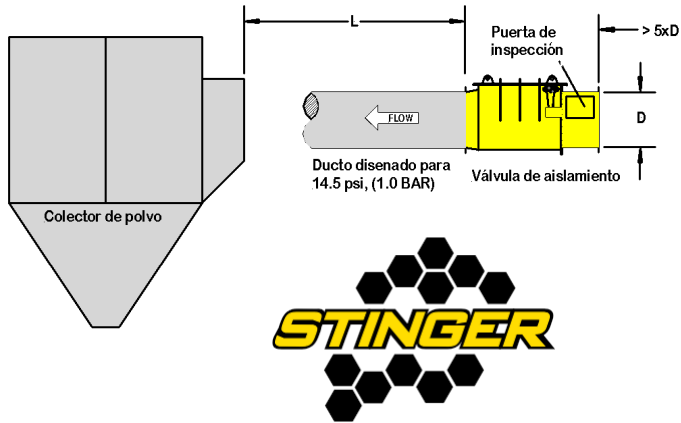 L
> 5xD
Puerta de
inspección
FLOW
D
Ducto disenado para
14.5 psi, (1.0 BAR)
Válvula de aislamiento
Colector de polvo
STINGER